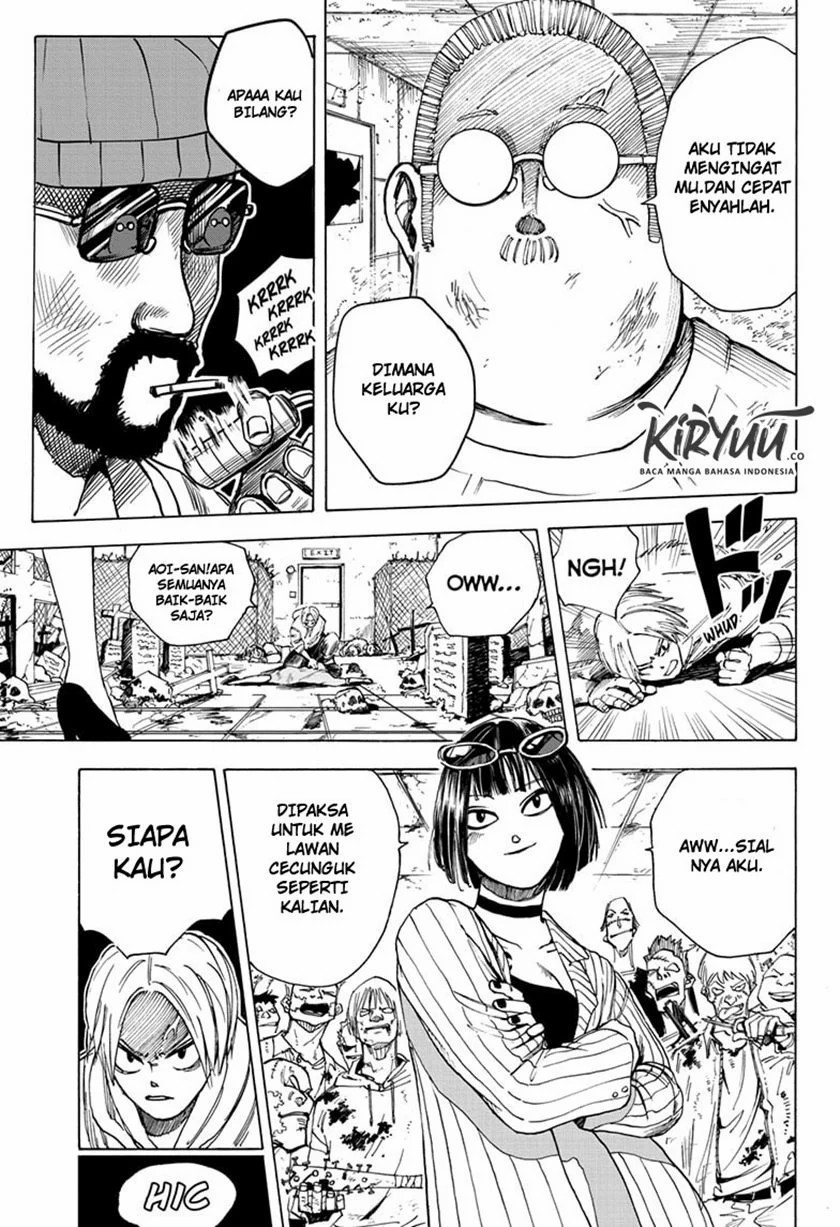 AKU TIDAK
MENGINGAT
MU.DAN CEPAT
ENYAHLAH.
DIMANA
KELUARGA
KU?
APAAA KAU
BILANG?
KRRRK
KRRRK
KRRRK
KRRRK
KIRYUU.CO
BACA MANGA BAHASA INDONESIA
ドッ
NGH!
WHUD
OWW...
EXIT
AOI-SAN!APA
SEMUANYA
BAIK-BAIK
SAJA?
AWW...SIAL
NYA AKU.
DIPAKSA
UNTUK ME
LAWAN
CECUNGUK
SEPERTI
KALIAN.
SIAPA
KAU?
HIC